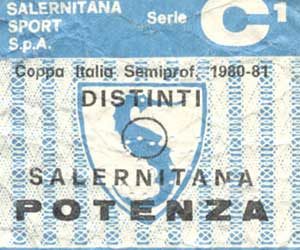 SALERNITANA
SPORT
S.p.A.
Serie C1
Coppa Italia Semiprof. 1980-81
DISTINTI
SALERNITANA
POTENZA